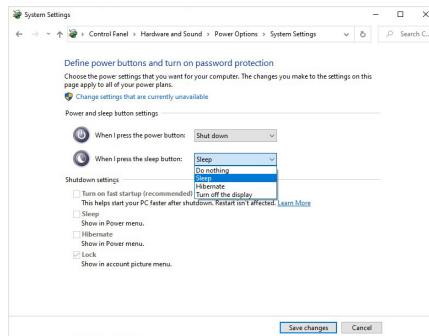 System Settings
Control Panel > Hardware and Sound > Power Options > System Settings
Search C...
Define power buttons and turn on password protection
Choose the power settings that you want for your computer. The changes you make to the settings on this
page apply to all of your power plans.
Change settings that are currently unavailable
Power and sleep button settings
When I press the power button: Shut down
When I press the sleep button: Sleep
Do nothing
Sleep
Hibernate
Turn off the display
Shutdown settings
Turn on fast startup (recommended)
This helps start your PC faster after shutdown. Restart isn't affected. Learn More
Sleep
Show in Power menu.
Hibernate
Show in Power menu.
Lock
Show in account picture menu.
Save changes Cancel